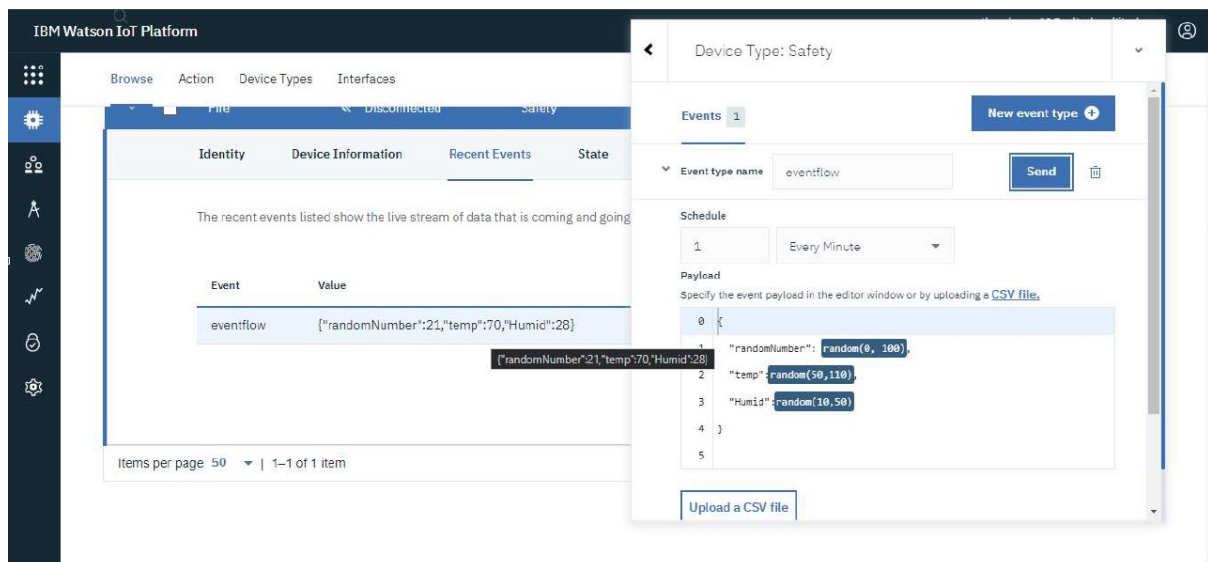 IBM Watson IoT Platform
Browse Action Device Types Interfaces
Fire Disconnected Safety
Identity Device Information Recent Events State
The recent events listed show the live stream of data that is coming and going
Event Value
eventflow {"randomNumber":21,"temp":70,"Humid":28}
{"randomNumber":21,"temp":70,"Humid":28}
Items per page 50 | 1–1 of 1 item
Device Type: Safety
Events 1
New event type
Event type name eventflow Send
Schedule
1 Every Minute
Payload
Specify the event payload in the editor window or by uploading a CSV file.
0 {
1 "randomNumber": random(0, 100),
2 "temp":random(50,110),
3 "Humid":random(10,50)
4 }
5
Upload a CSV file